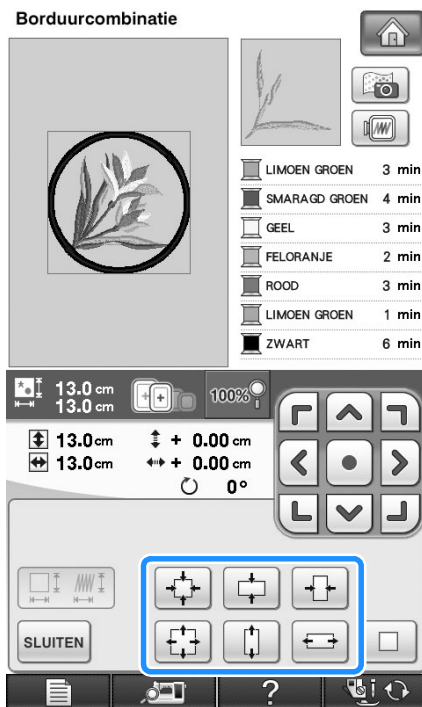 Borduurcombinatie
LIMOEN GROEN 3 min
SMARAGD GROEN 4 min
GEEL 3 min
FELORANJE 2 min
ROOD 3 min
LIMOEN GROEN 1 min
ZWART 6 min
13.0 cm
13.0 cm
100%
13.0 cm + 0.00 cm
13.0 cm + 0.00 cm
0°
SLUITEN
?